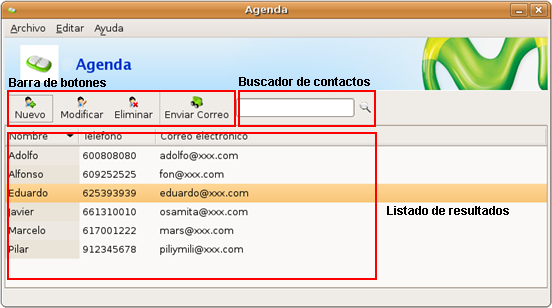 Agenda
Archivo Editar Ayuda
Agenda
Barra de botones Buscador de contactos
Nuevo Modificar Eliminar Enviar Correo
Nombre Teléfono Correo electrónico
Adolfo 600808080 adolfo@xxx.com
Alfonso 609252525 fon@xxx.com
Eduardo 625393939 eduardo@xxx.com
Javier 661310010 osamita@xxx.com
Listado de resultados
Marcelo 617001222 mars@xxx.com
Pilar 912345678 piliymili@xxx.com